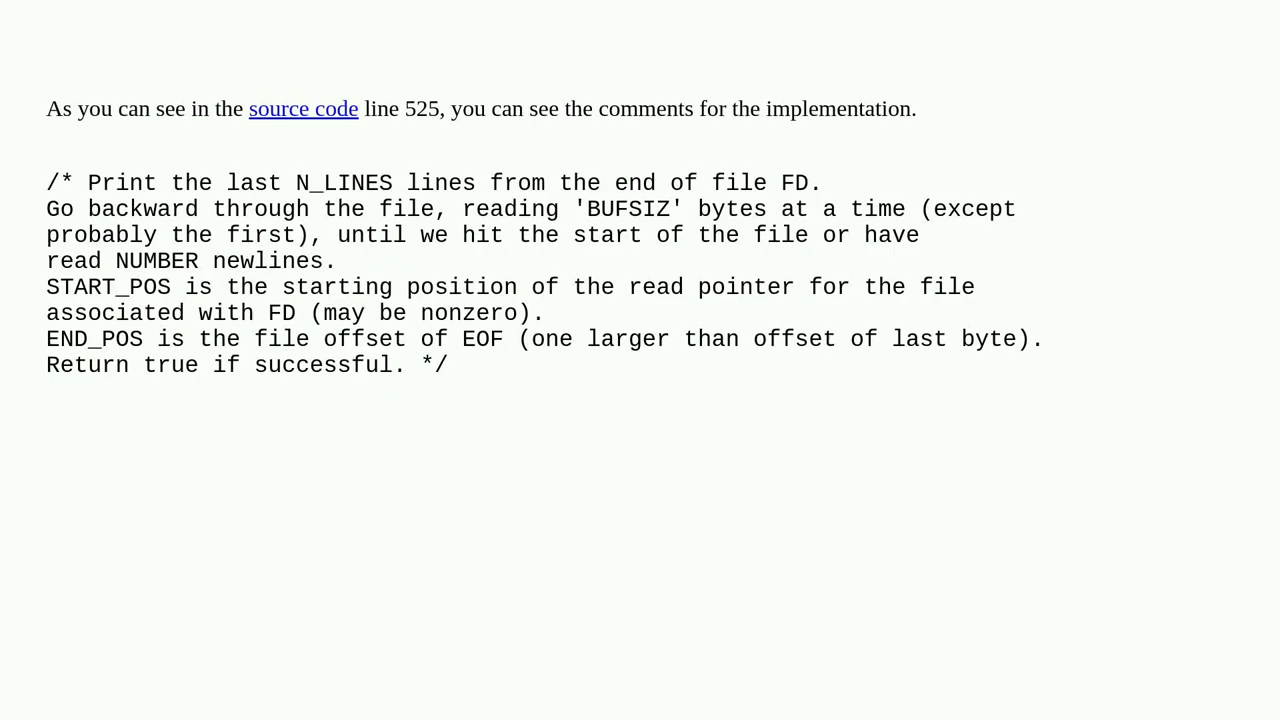 As you can see in the source code line 525, you can see the comments for the implementation.
/* Print the last N_LINES lines from the end of file FD.
Go backward through the file, reading 'BUFSIZ' bytes at a time (except
probably the first), until we hit the start of the file or have
read NUMBER newlines.
START_POS is the starting position of the read pointer for the file
associated with FD (may be nonzero).
END_POS is the file offset of EOF (one larger than offset of last byte).
Return true if successful. */